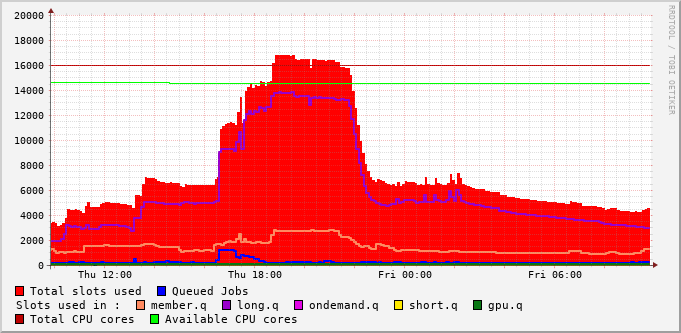 20000
18000
16000
14000
12000
10000
8000
6000
4000
2000
0
Thu 12:00 Thu 18:00 Fri 00:00 Fri 06:00
RRDTOOL / TOBI OETIKER
Total slots used Queued Jobs
Slots used in : member.q long.q ondemand.q short.q gpu.q
Total CPU cores Available CPU cores